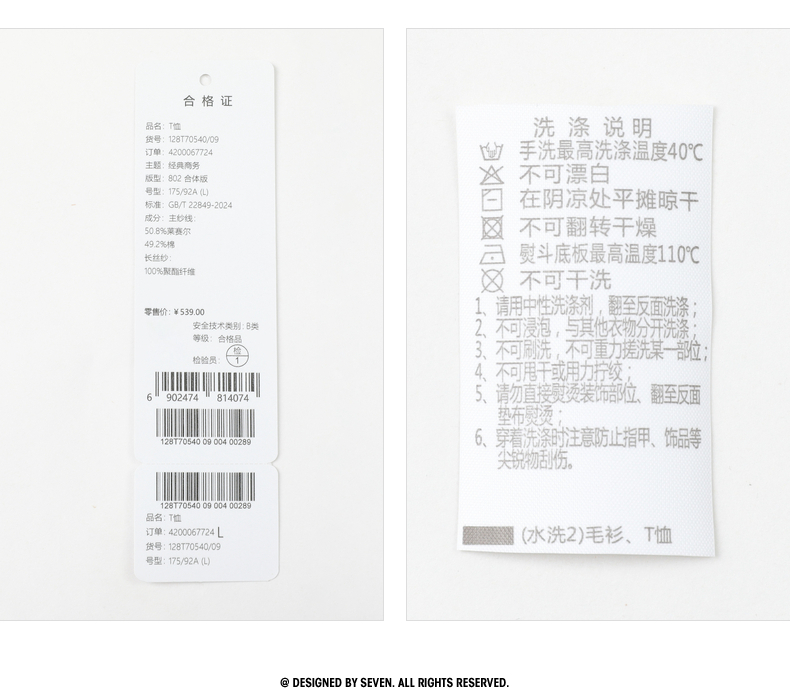 合格证
品名：T恤
货号：128T70540/09
订单：4200067724
主题：经典商务
版型：802 合体版
号型：175/92A (L)
标准：GB/T 22849-2024
成分：主纱线：
50.8%莱赛尔
49.2%棉
长丝纱：
100%聚酯纤维
零售价：￥539.00
安全技术类别：B类
等级：合格品
检验员：检 1
6 902474 814074
128T70540 09 004 00289
128T70540 09 004 00289
品名：T恤
订单：4200067724 L
货号：128T70540/09
号型：175/92A (L)
洗涤说明
手洗最高洗涤温度40℃
不可漂白
在阴凉处平摊晾干
不可翻转干燥
熨斗底板最高温度110℃
不可干洗
1、请用中性洗涤剂，翻至反面洗涤；
2、不可浸泡，与其他衣物分开洗涤；
3、不可刷洗，不可重力搓洗某一部位；
4、不可甩干或用力拧绞；
5、请勿直接熨烫装饰部位、翻至反面
垫布熨烫；
6、穿着洗涤时注意防止指甲、饰品等
尖锐物刮伤。
(水洗2)毛衫、T恤
@ DESIGNED BY SEVEN. ALL RIGHTS RESERVED.